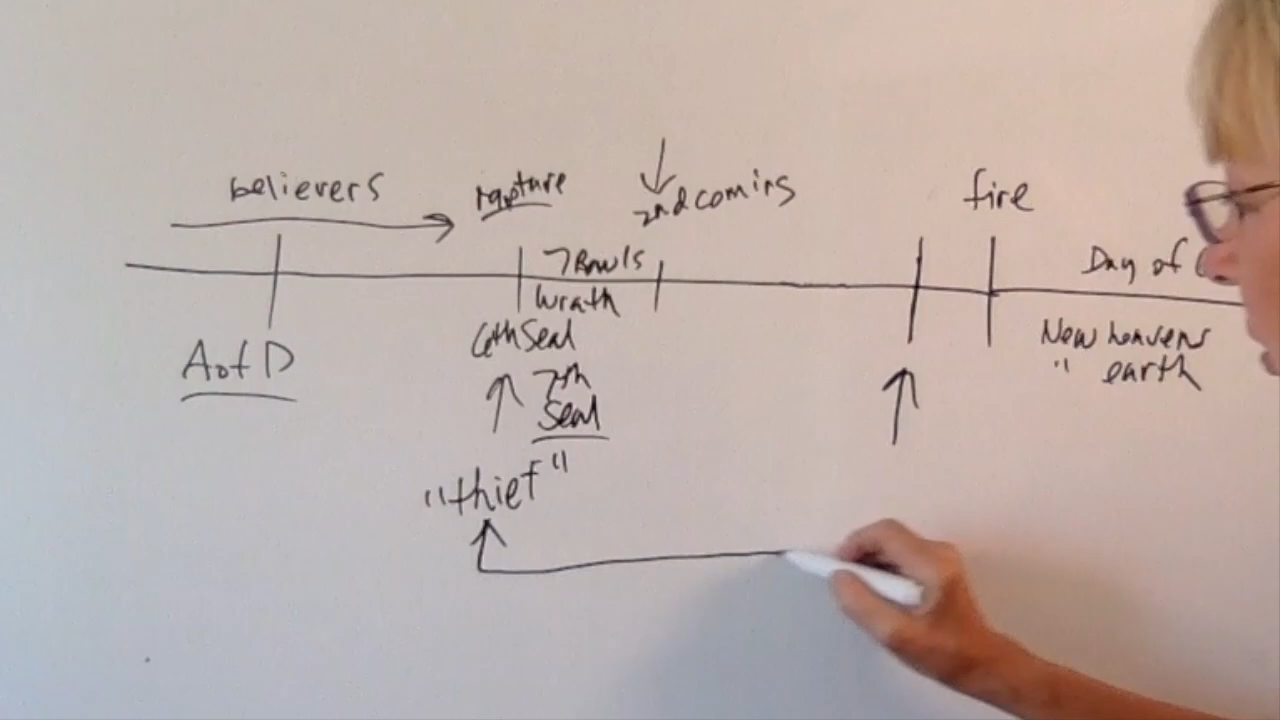 believers
rapture
2nd coming
fire
7 Bowls
Wrath
Day of
A of D
6th Seal
7th
Seal
New heavens
" earth
"thief"